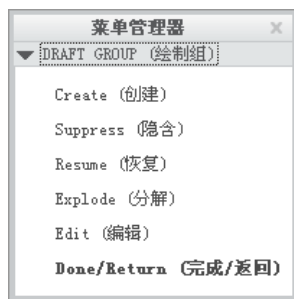 菜单管理器
DRAFT GROUP (绘制组)
Create (创建)
Suppress (隐含)
Resume (恢复)
Explode (分解)
Edit (编辑)
Done/Return (完成/返回)